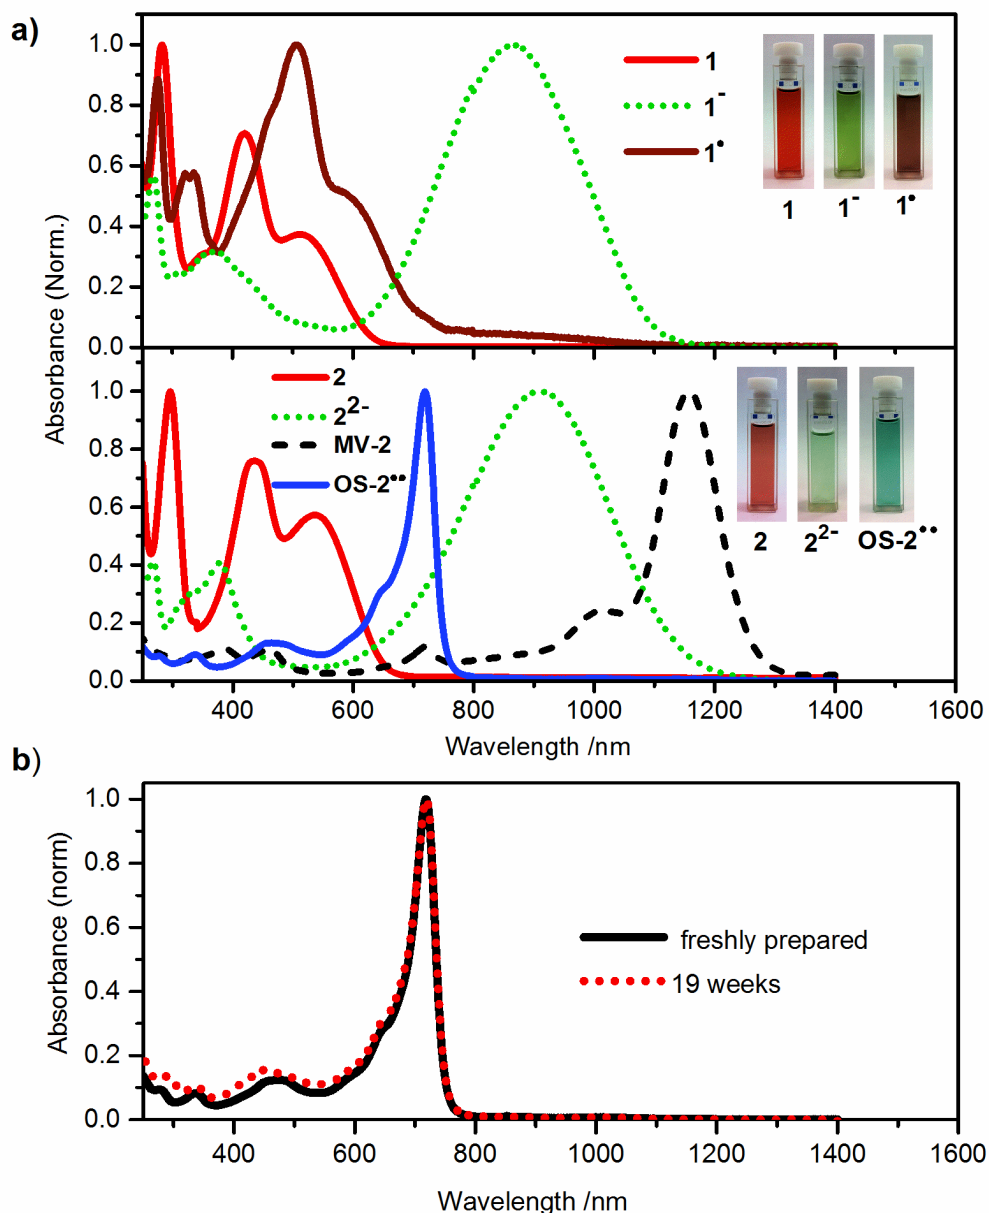 a)
Absorbance (Norm.)
1.0
0.8
0.6
0.4
0.2
0.0
1
1⁻
1•
1 1⁻ 1•
1.0
0.8
0.6
0.4
0.2
0.0
2
2²⁻
MV-2
OS-2••
2 2²⁻ OS-2••
400 600 800 1000 1200 1400 1600
Wavelength /nm
b)
Absorbance (norm)
1.0
0.8
0.6
0.4
0.2
0.0
freshly prepared
19 weeks
400 600 800 1000 1200 1400 1600
Wavelength /nm